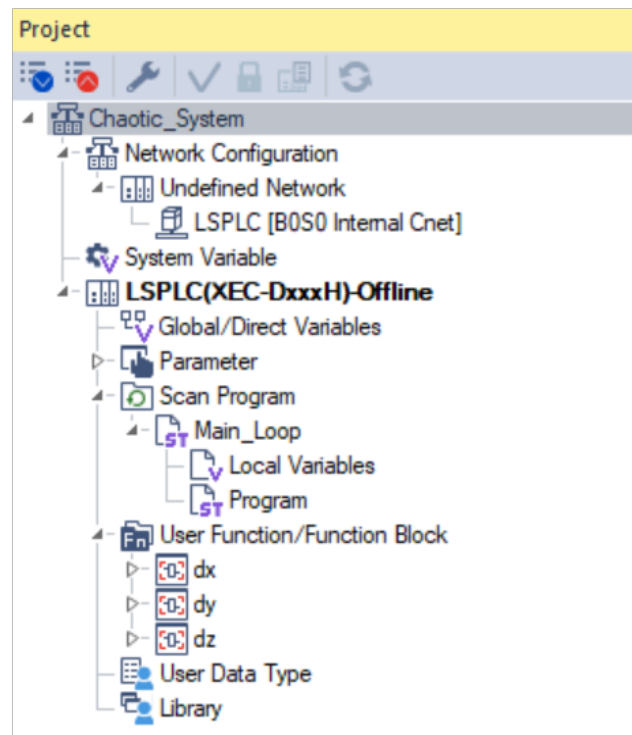 Project
Chaotic_System
Network Configuration
Undefined Network
LSPLC [B0S0 Internal Cnet]
System Variable
LSPLC(XEC-DxxxH)-Offline
Global/Direct Variables
Parameter
Scan Program
Main_Loop
Local Variables
Program
User Function/Function Block
dx
dy
dz
User Data Type
Library